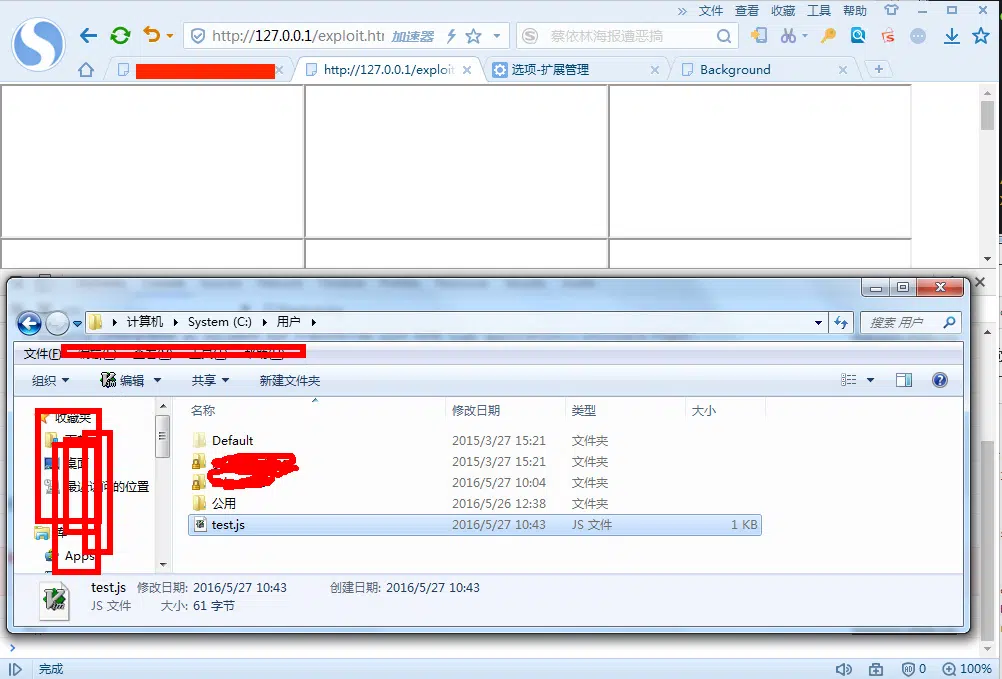 » 文件 查看 收藏 工具 帮助
http://127.0.0.1/exploit.htm 加速器 蔡依林海报遭恶搞
http://127.0.0.1/exploit 选项-扩展管理 Background
计算机 System (C:) 用户 搜索 用户
文件(F)
组织 编辑 共享 新建文件夹
名称 修改日期 类型 大小
收藏夹
Default 2015/3/27 15:21 文件夹
桌面 2015/3/27 15:21 文件夹
最近访问的位置 2016/5/27 10:04 文件夹
公用 2016/5/26 12:38 文件夹
库 test.js 2016/5/27 10:43 JS 文件 1 KB
Apps
test.js 修改日期: 2016/5/27 10:43 创建日期: 2016/5/27 10:43
JS 文件 大小: 61 字节
完成 0 100%